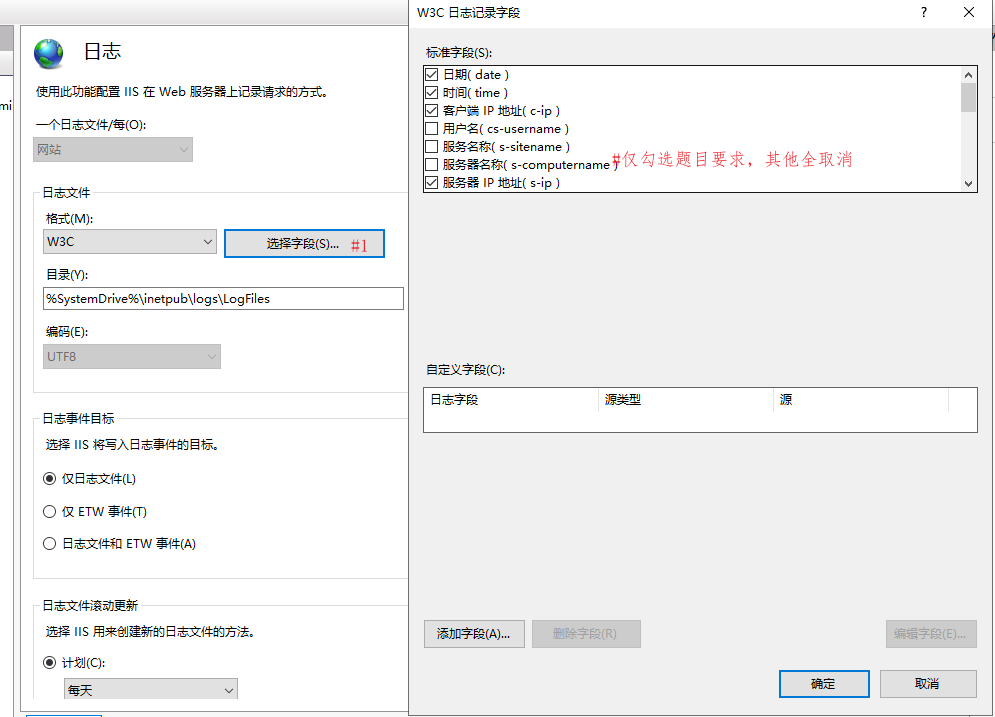 W3C 日志记录字段
?
日志
使用此功能配置 IIS 在 Web 服务器上记录请求的方式。
一个日志文件/每(O):
网站
日志文件
格式(M):
W3C
选择字段(S)... #1
目录(Y):
%SystemDrive%\inetpub\logs\LogFiles
编码(E):
UTF8
日志事件目标
选择 IIS 将写入日志事件的目标。
仅日志文件(L)
仅 ETW 事件(T)
日志文件和 ETW 事件(A)
日志文件滚动更新
选择 IIS 用来创建新的日志文件的方法。
计划(C):
每天
标准字段(S):
日期( date )
时间( time )
客户端 IP 地址( c-ip )
用户名( cs-username )
服务名称( s-sitename )
服务器名称( s-computername )
#仅勾选题目要求，其他全取消
服务器 IP 地址( s-ip )
自定义字段(C):
日志字段 源类型 源
添加字段(A)... 删除字段(R) 编辑字段(E)...
确定 取消
mi